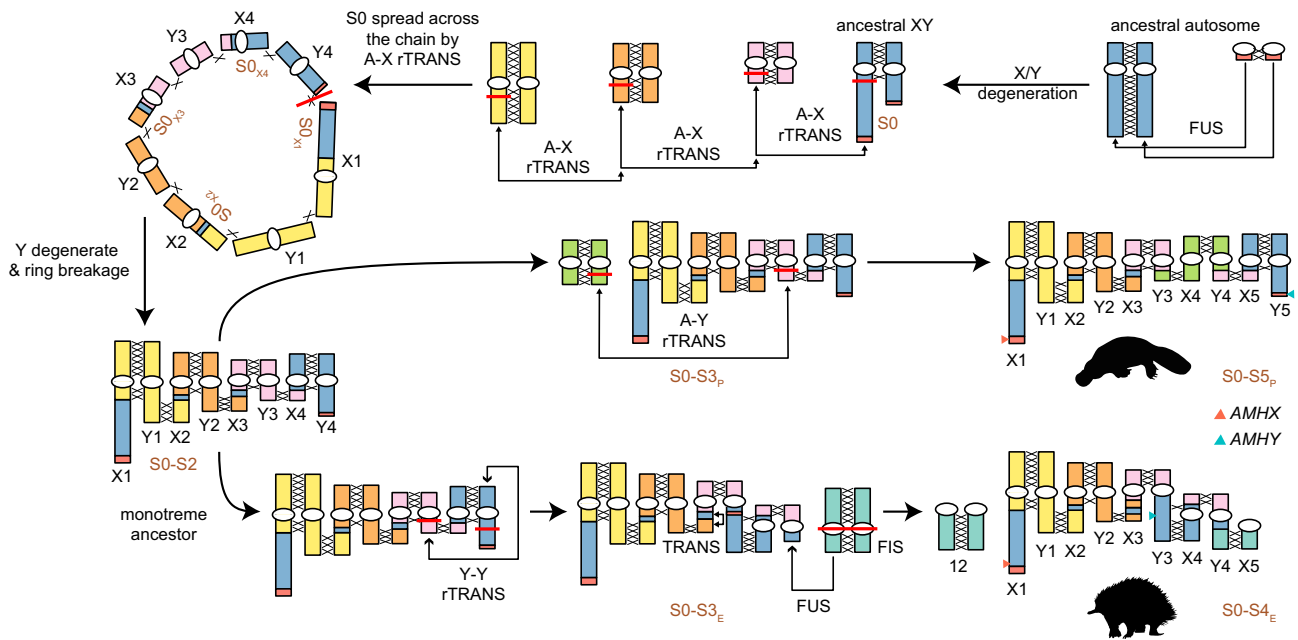 S0 spread across
the chain by
A-X rTRANS
ancestral XY
ancestral autosome
X/Y
degeneration
FUS
S0
A-X
rTRANS
A-X
rTRANS
A-X
rTRANS
X4
Y3
Y4
S0X4
X3
S0X3
S0X1
X1
Y2
S0X2
X2
Y1
Y degenerate
& ring breakage
Y1 X2
Y2 X3
Y3 X4
Y4
X1
S0-S2
monotreme
ancestor
A-Y
rTRANS
S0-S3P
Y1 X2
Y2 X3
Y3 X4
Y4 X5
Y5
X1
S0-S5P
AMHX
AMHY
Y-Y
rTRANS
TRANS
FUS
FIS
S0-S3E
12
Y1 X2
Y2 X3
Y3 X4
Y4 X5
X1
S0-S4E